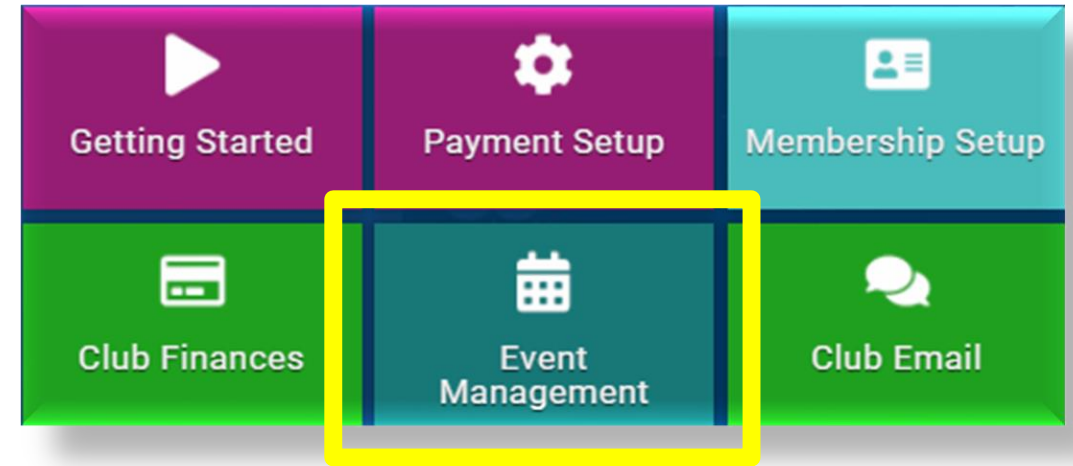 Getting Started
Payment Setup
Membership Setup
Club Finances
Event
Management
Club Email